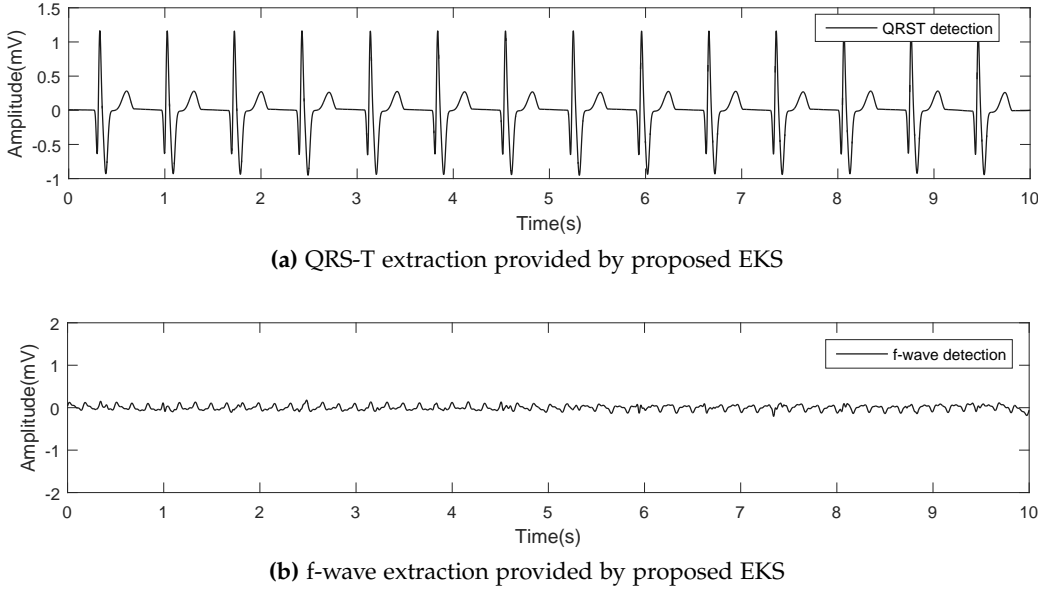 1.5
QRST detection
1
0.5
0
-0.5
-1
Amplitude(mV)
0 1 2 3 4 5 6 7 8 9 10
Time(s)
(a) QRS-T extraction provided by proposed EKS
2
f-wave detection
1
0
-1
-2
Amplitude(mV)
0 1 2 3 4 5 6 7 8 9 10
Time(s)
(b) f-wave extraction provided by proposed EKS